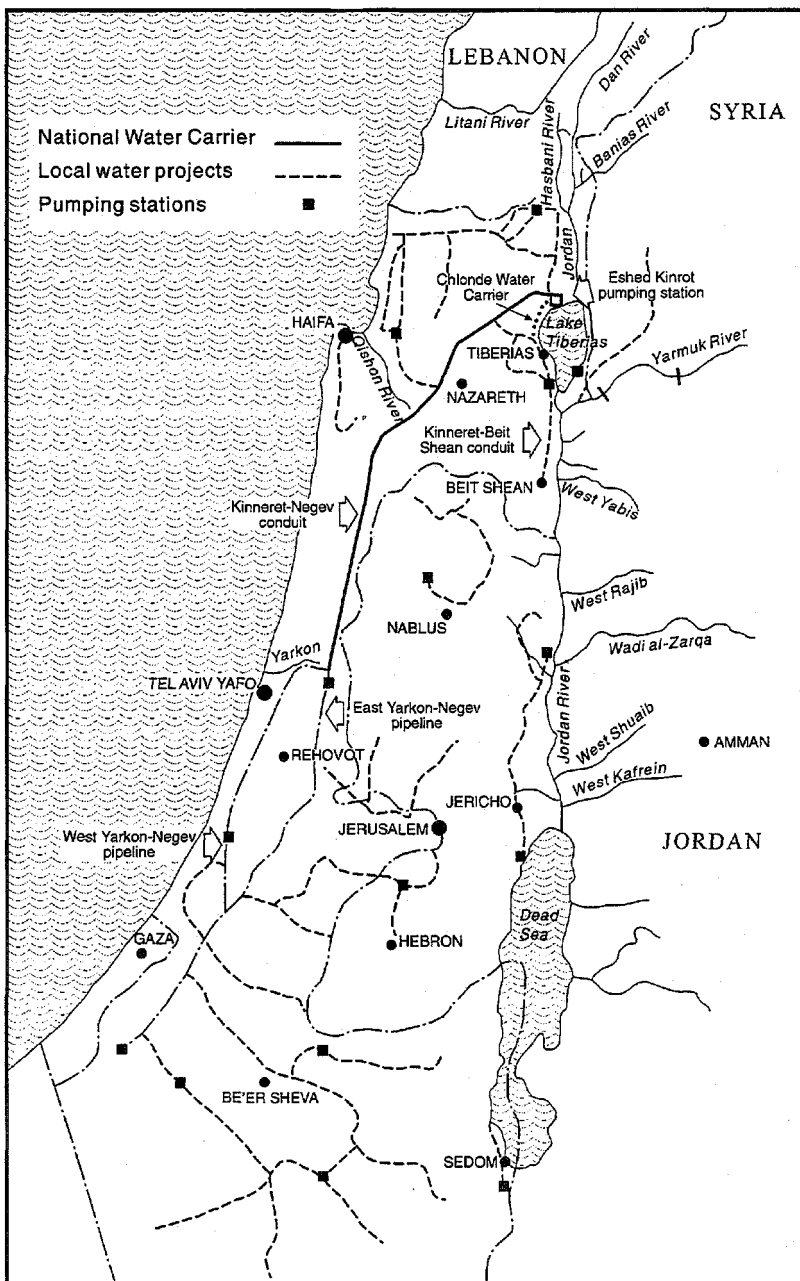 LEBANON
Dan River
SYRIA
Litani River
Hasbani River
Banias River
National Water Carrier
Local water projects
Pumping stations
Jordan
Chlonde Water
Carrier
Eshed Kinrot
pumping station
HAIFA
Qishon River
Lake
Tiberias
TIBERIAS
Yarmuk River
NAZARETH
Kinneret-Beit
Shean conduit
BEIT SHEAN
West Yabis
Kinneret-Negev
conduit
West Rajib
NABLUS
Wadi al-Zarqa
Yarkon
TEL AVIV YAFO
East Yarkon-Negev
pipeline
Jordan River
West Shuaib
AMMAN
REHOVOT
West Kafrein
JERICHO
JERUSALEM
West Yarkon-Negev
pipeline
JORDAN
Dead
Sea
GAZA
HEBRON
BE'ER SHEVA
SEDOM